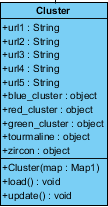 Cluster
+url1 : String
+url2 : String
+url3 : String
+url4 : String
+url5 : String
+blue_cluster : object
+red_cluster : object
+green_cluster : object
+tourmaline : object
+zircon : object
+Cluster(map : Map1)
+load() : void
+update() : void